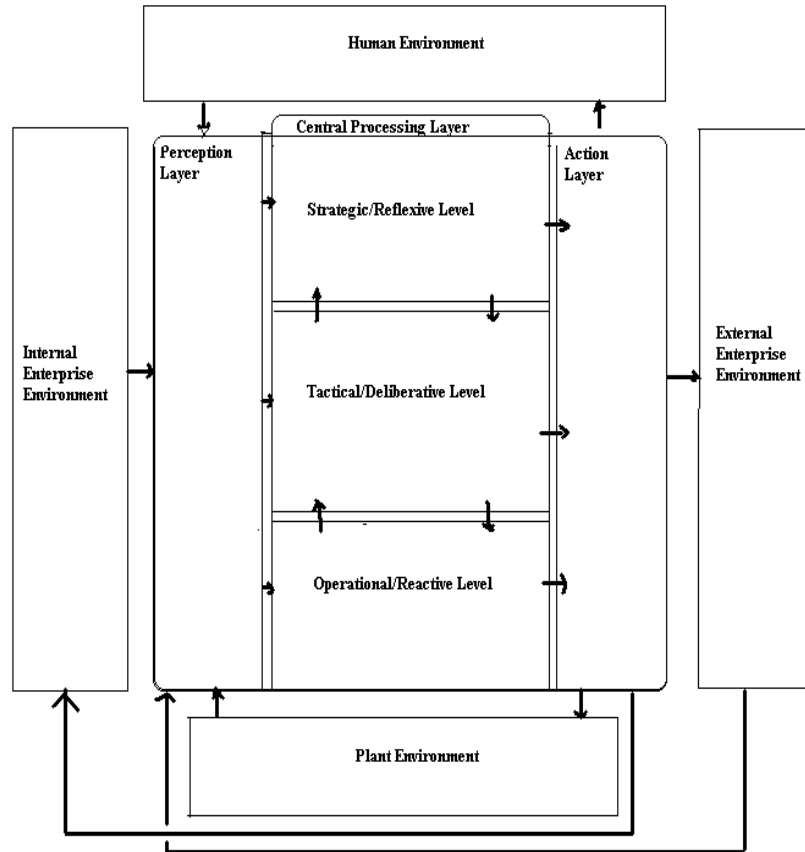 Human Environment
Central Processing Layer
Perception
Layer
Action
Layer
Strategic/Reflexive Level
Internal
Enterprise
Environment
External
Enterprise
Environment
Tactical/Deliberative Level
Operational/Reactive Level
Plant Environment